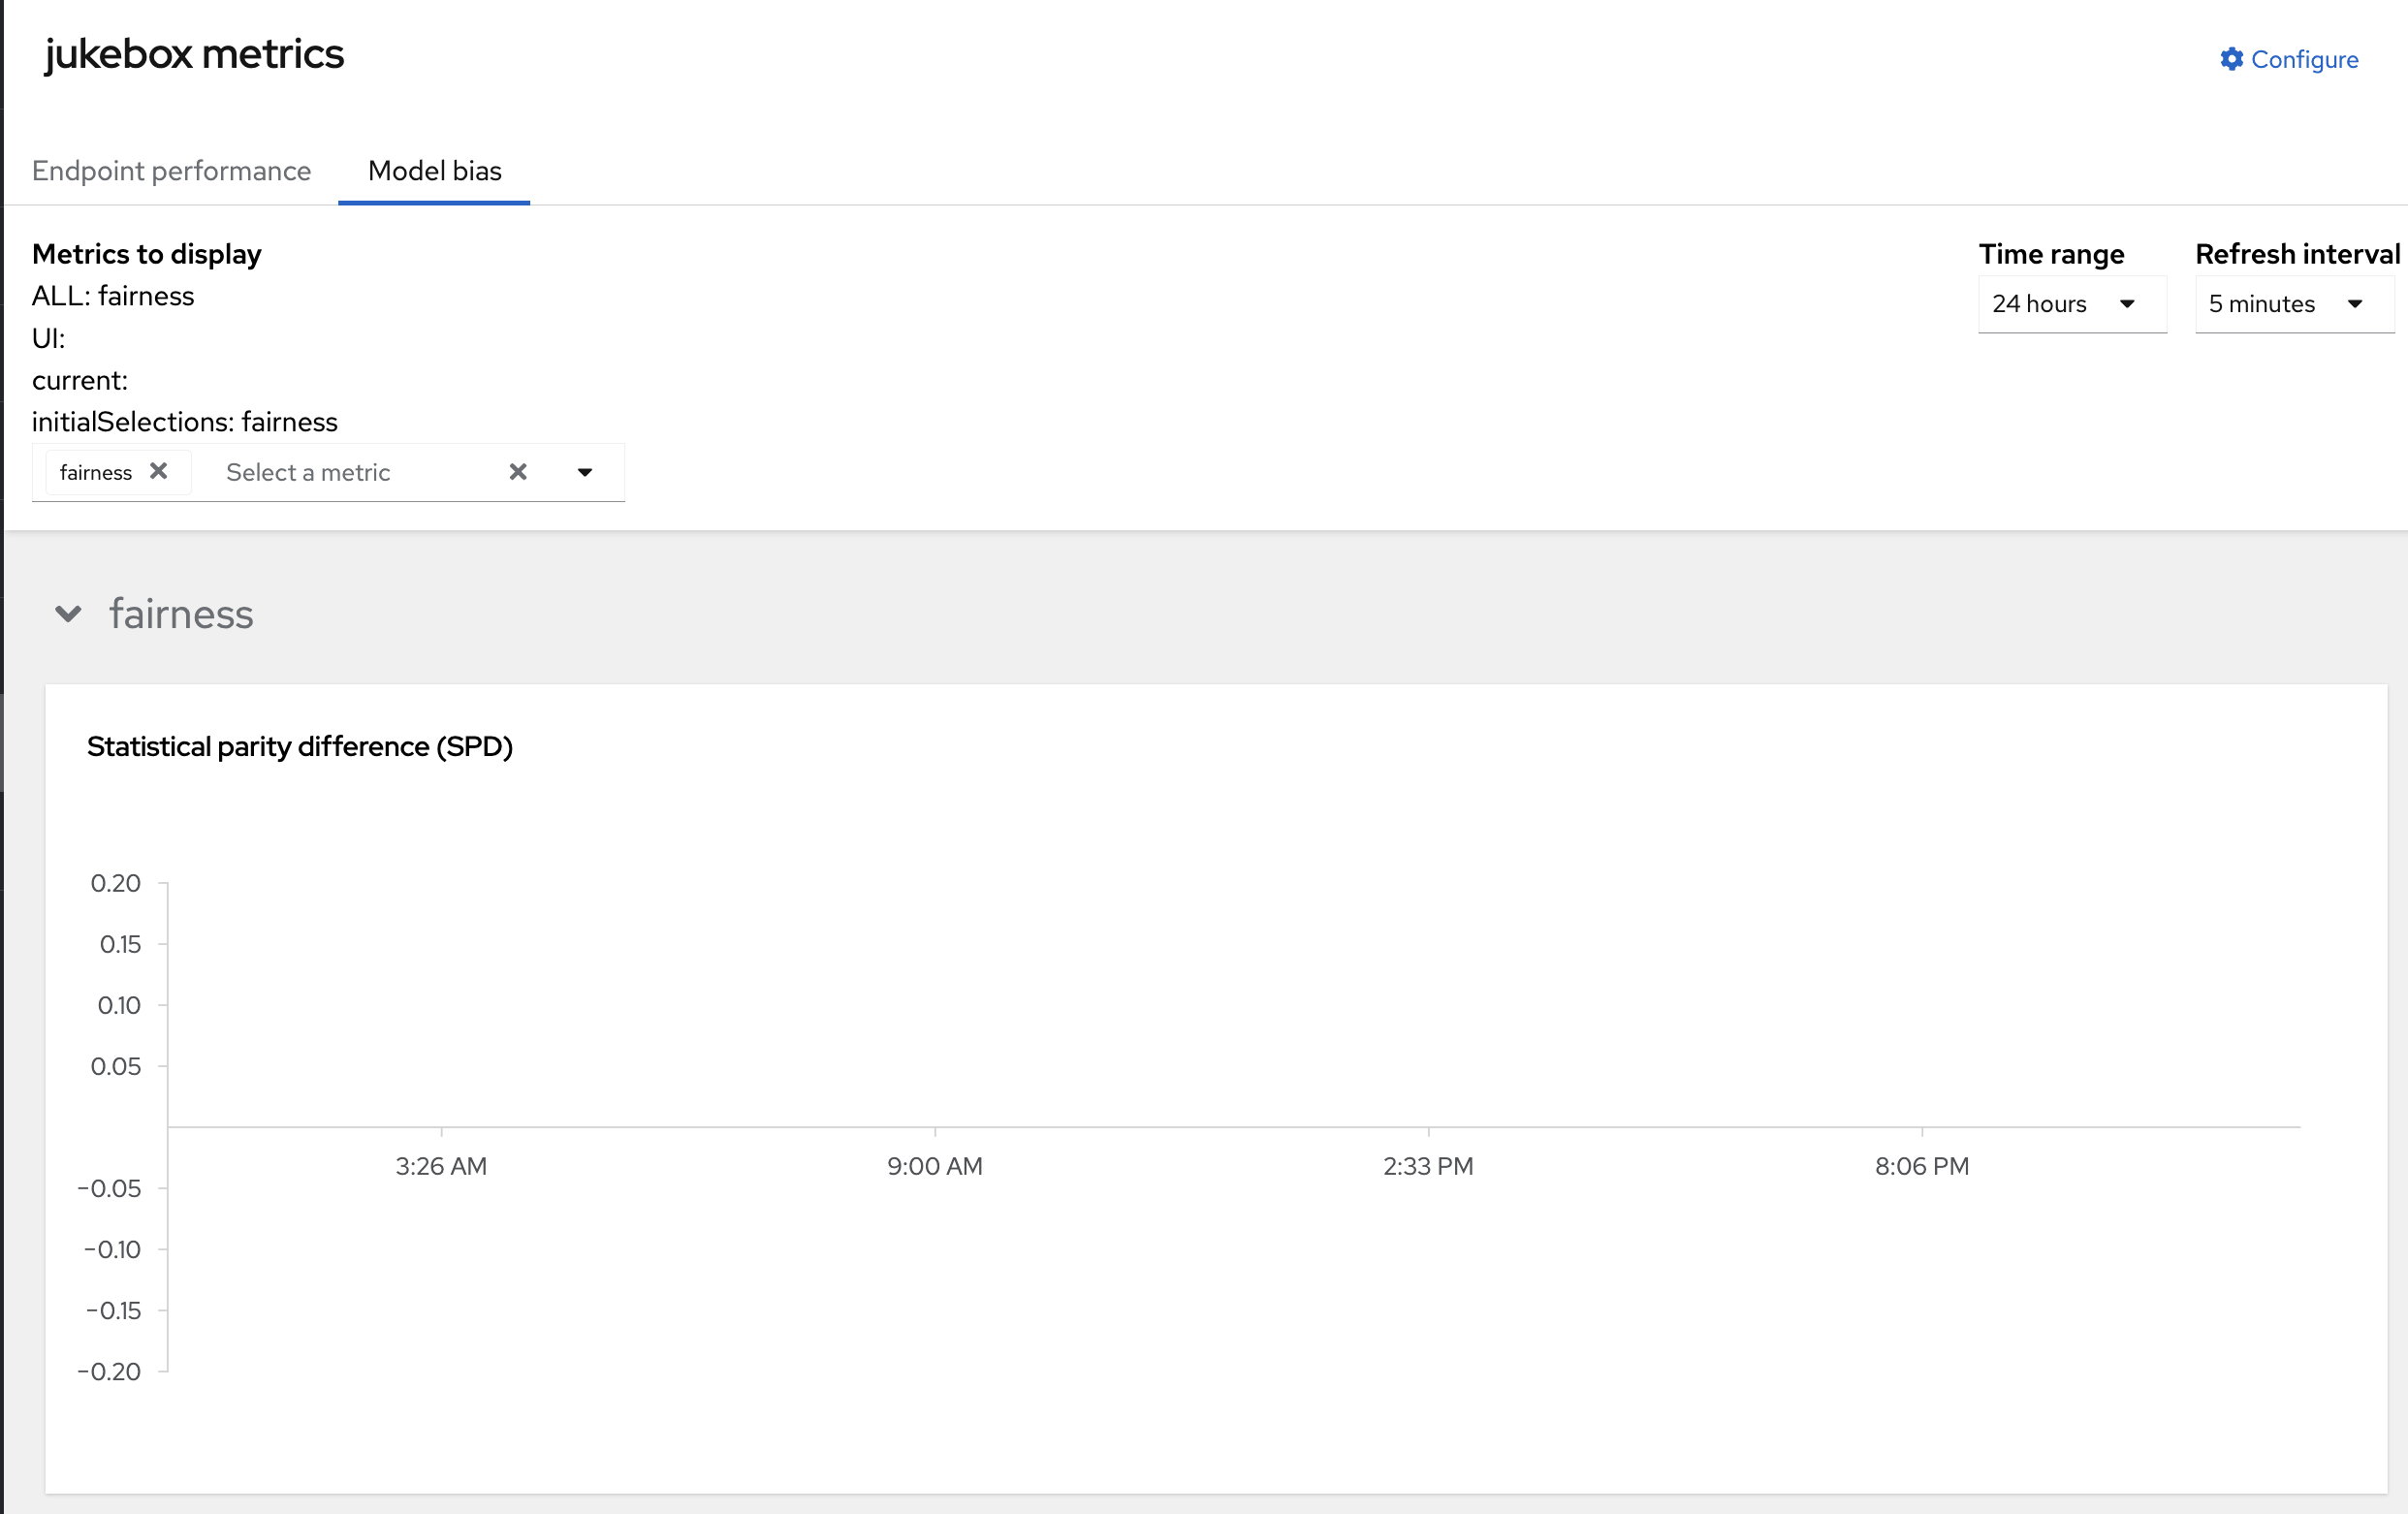 jukebox metrics
Configure
Endpoint performance
Model bias
Metrics to display
ALL: fairness
UI:
current:
initialSelections: fairness
fairness
Select a metric
Time range
24 hours
Refresh interval
5 minutes
fairness
Statistical parity difference (SPD)
0.20
0.15
0.10
0.05
3:26 AM
9:00 AM
2:33 PM
8:06 PM
−0.05
−0.10
−0.15
−0.20